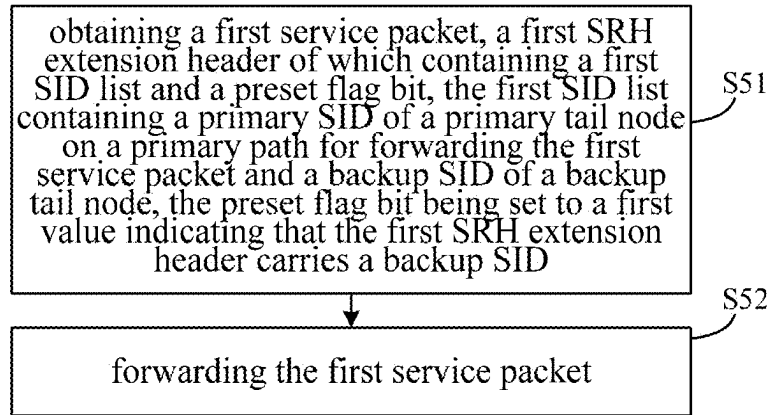 obtaining a first service packet, a first SRH
extension header of which containing a first
SID list and a preset flag bit, the first SID list
containing a primary SID of a primary tail node
on a primary path for forwarding the first
service packet and a backup SID of a backup
tail node, the preset flag bit being set to a first
value indicating that the first SRH extension
header carries a backup SID
S51
forwarding the first service packet
S52